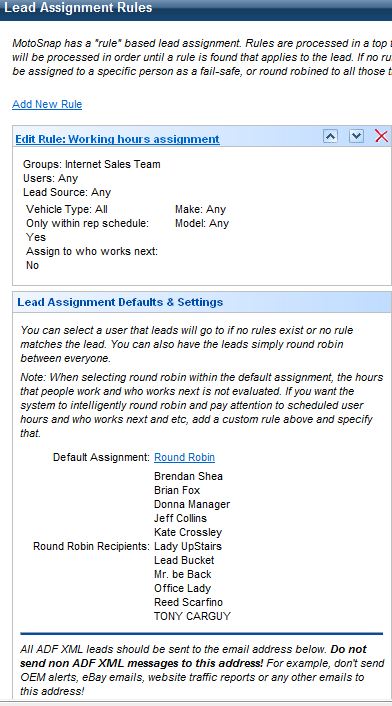 Lead Assignment Rules
MotoSnap has a "rule" based lead assignment. Rules are processed in a top
will be processed in order until a rule is found that applies to the lead. If no ru
be assigned to a specific person as a fail-safe, or round robined to all those
Add New Rule
Edit Rule: Working hours assignment
Groups: Internet Sales Team
Users: Any
Lead Source: Any
Vehicle Type: All Make: Any
Only within rep schedule: Model: Any
Yes
Assign to who works next:
No
Lead Assignment Defaults & Settings
You can select a user that leads will go to if no rules exist or no rule
matches the lead. You can also have the leads simply round robin
between everyone.
Note: When selecting round robin within the default assignment, the hours
that people work and who works next is not evaluated. If you want the
system to intelligently round robin and pay attention to scheduled user
hours and who works next and etc, add a custom rule above and specify
that.
Default Assignment: Round Robin
Brendan Shea
Brian Fox
Donna Manager
Jeff Collins
Kate Crossley
Round Robin Recipients: Lady UpStairs
Lead Bucket
Mr. be Back
Office Lady
Reed Scarfino
TONY CARGUY
All ADF XML leads should be sent to the email address below. Do not
send non ADF XML messages to this address! For example, don't send
OEM alerts, eBay emails, website traffic reports or any other emails to
this address!